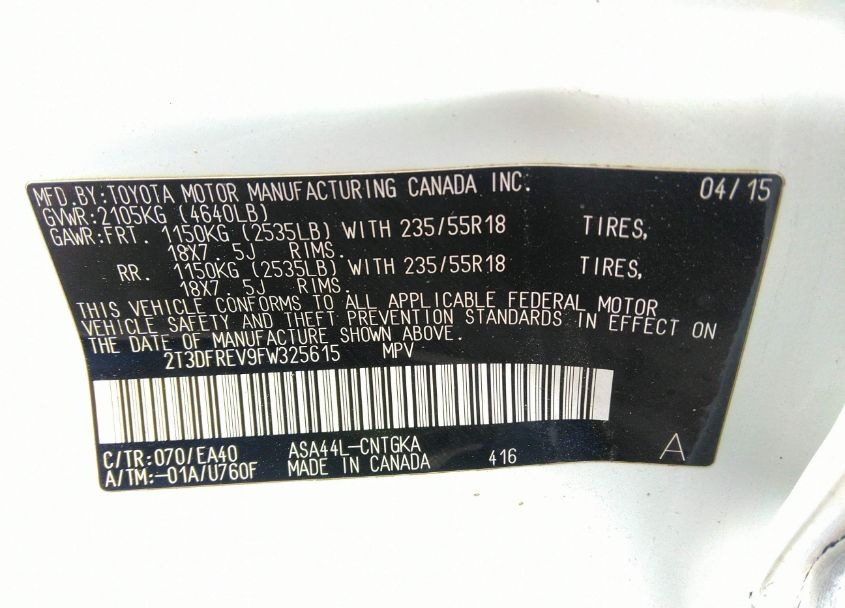 MFD.BY:TOYOTA MOTOR MANUFACTURING CANADA INC. 04/15
GVWR:2105KG (4640LB)
GAWR:FRT. 1150KG (2535LB) WITH 235/55R18 TIRES,
18X7.5J RIMS.
RR. 1150KG (2535LB) WITH 235/55R18 TIRES,
18X7.5J RIMS.
THIS VEHICLE CONFORMS TO ALL APPLICABLE FEDERAL MOTOR
VEHICLE SAFETY AND THEFT PREVENTION STANDARDS IN EFFECT ON
THE DATE OF MANUFACTURE SHOWN ABOVE.
2T3DFREV9FW325615 MPV
C/TR:070/EA40 ASA44L-CNTGKA
A/TM:-01A/U760F MADE IN CANADA 416 A